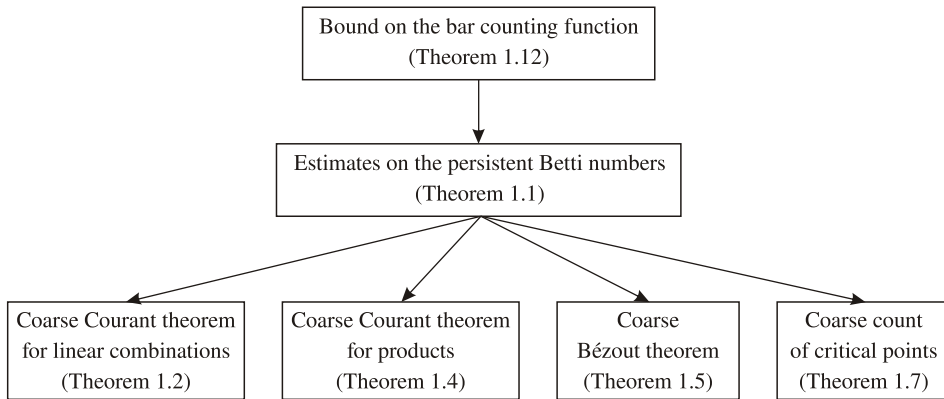 Bound on the bar counting function
(Theorem 1.12)
Estimates on the persistent Betti numbers
(Theorem 1.1)
Coarse Courant theorem
for linear combinations
(Theorem 1.2)
Coarse Courant theorem
for products
(Theorem 1.4)
Coarse
Bézout theorem
(Theorem 1.5)
Coarse count
of critical points
(Theorem 1.7)